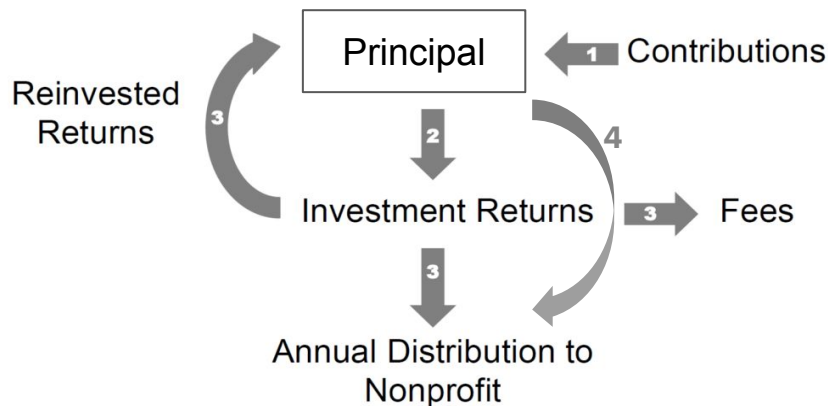 Principal
1
Contributions
Reinvested
Returns
3
2
4
Investment Returns
3
Fees
3
Annual Distribution to
Nonprofit